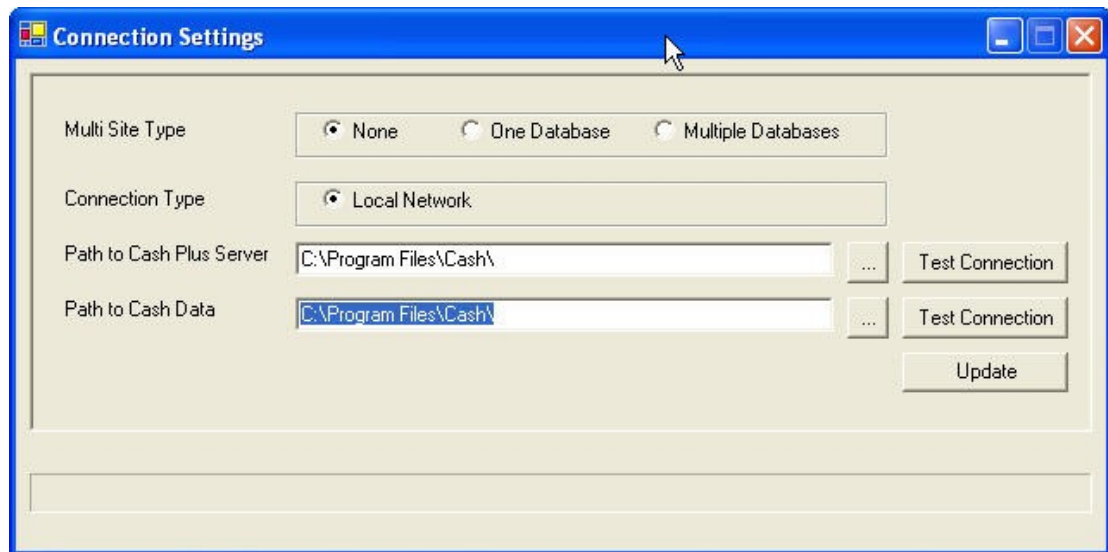 Connection Settings
Multi Site Type None One Database Multiple Databases
Connection Type Local Network
Path to Cash Plus Server C:\Program Files\Cash\ ... Test Connection
Path to Cash Data C:\Program Files\Cash\ ... Test Connection
Update